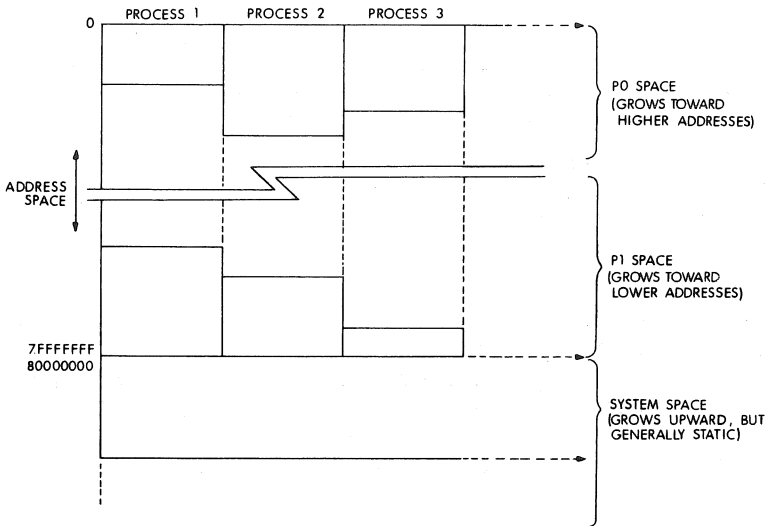 PROCESS 1
PROCESS 2
PROCESS 3
0
P0 SPACE
(GROWS TOWARD
HIGHER ADDRESSES)
ADDRESS
SPACE
P1 SPACE
(GROWS TOWARD
LOWER ADDRESSES)
7FFFFFFF
80000000
SYSTEM SPACE
(GROWS UPWARD, BUT
GENERALLY STATIC)